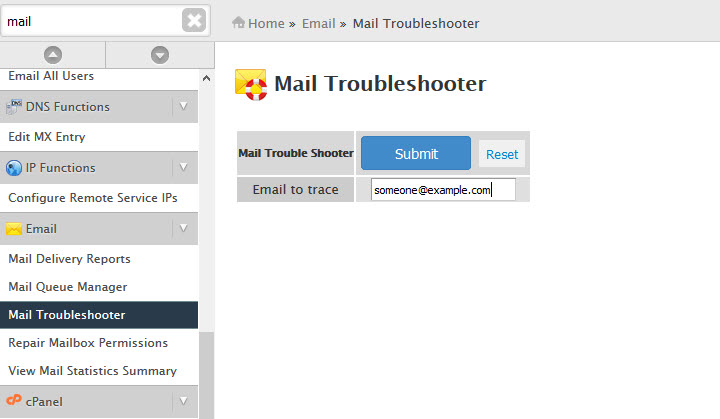 mail
Home » Email » Mail Troubleshooter
Email All Users
DNS
DNS Functions
Edit MX Entry
IP Functions
Configure Remote Service IPs
Email
Mail Delivery Reports
Mail Queue Manager
Mail Troubleshooter
Repair Mailbox Permissions
View Mail Statistics Summary
cP cPanel
Mail Troubleshooter
Mail Trouble Shooter
Submit
Reset
Email to trace
someone@example.com